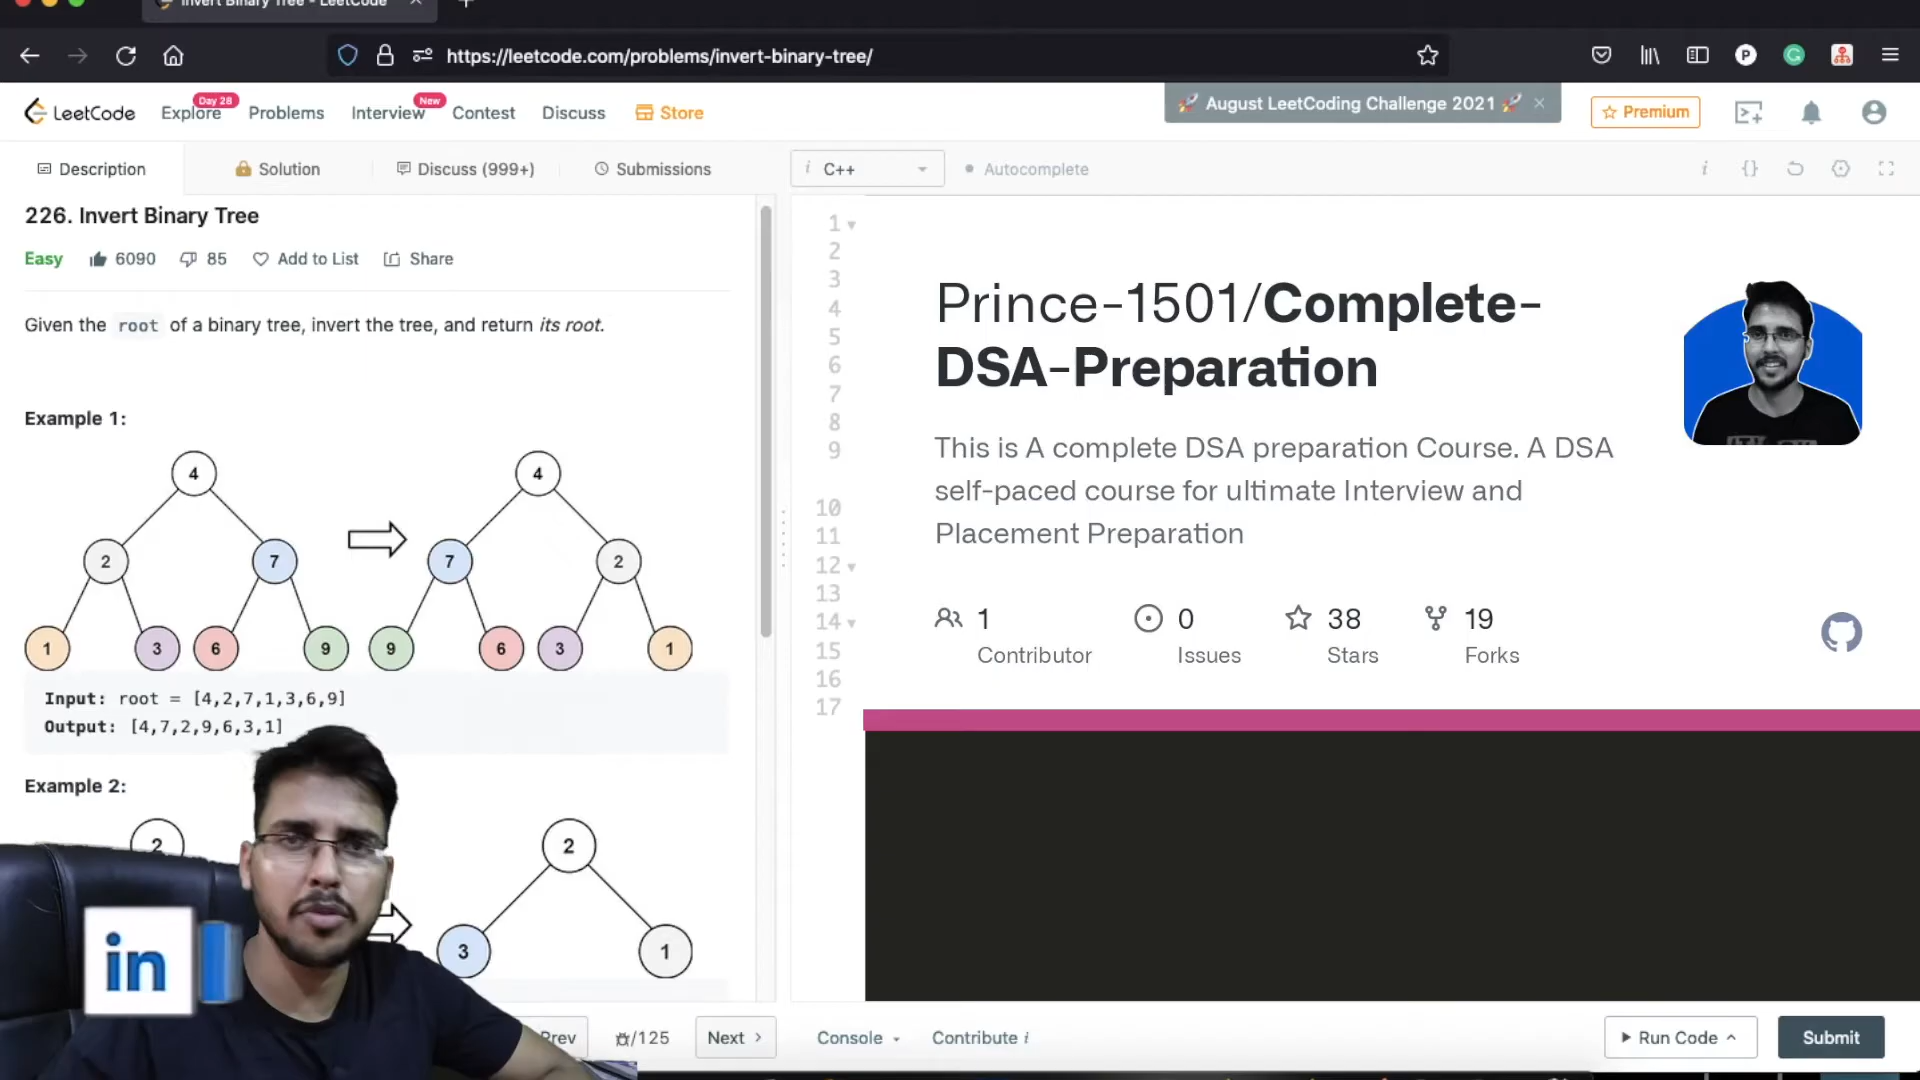 Invert Binary Tree - LeetCode
https://leetcode.com/problems/invert-binary-tree/
P
G
LeetCode
Explore
Day 28
Problems
Interview
New
Contest
Discuss
Store
🚀 August LeetCoding Challenge 2021 🚀
Premium
Description
Solution
Discuss (999+)
Submissions
i C++
Autocomplete
i {}
226. Invert Binary Tree
Easy
6090
85
Add to List
Share
Given the root of a binary tree, invert the tree, and return its root.
Example 1:
4
4
2
7
7
2
1
3
6
9
9
6
3
1
Input: root = [4,2,7,1,3,6,9]
Output: [4,7,2,9,6,3,1]
Example 2:
2
2
3
1
in
1
2
3
4
5
6
7
8
9
10
11
12
13
14
15
16
17
Prince-1501/Complete-
DSA-Preparation
This is A complete DSA preparation Course. A DSA
self-paced course for ultimate Interview and
Placement Preparation
1
Contributor
0
Issues
38
Stars
19
Forks
Prev
/125
Next
Console
Contribute i
Run Code
Submit